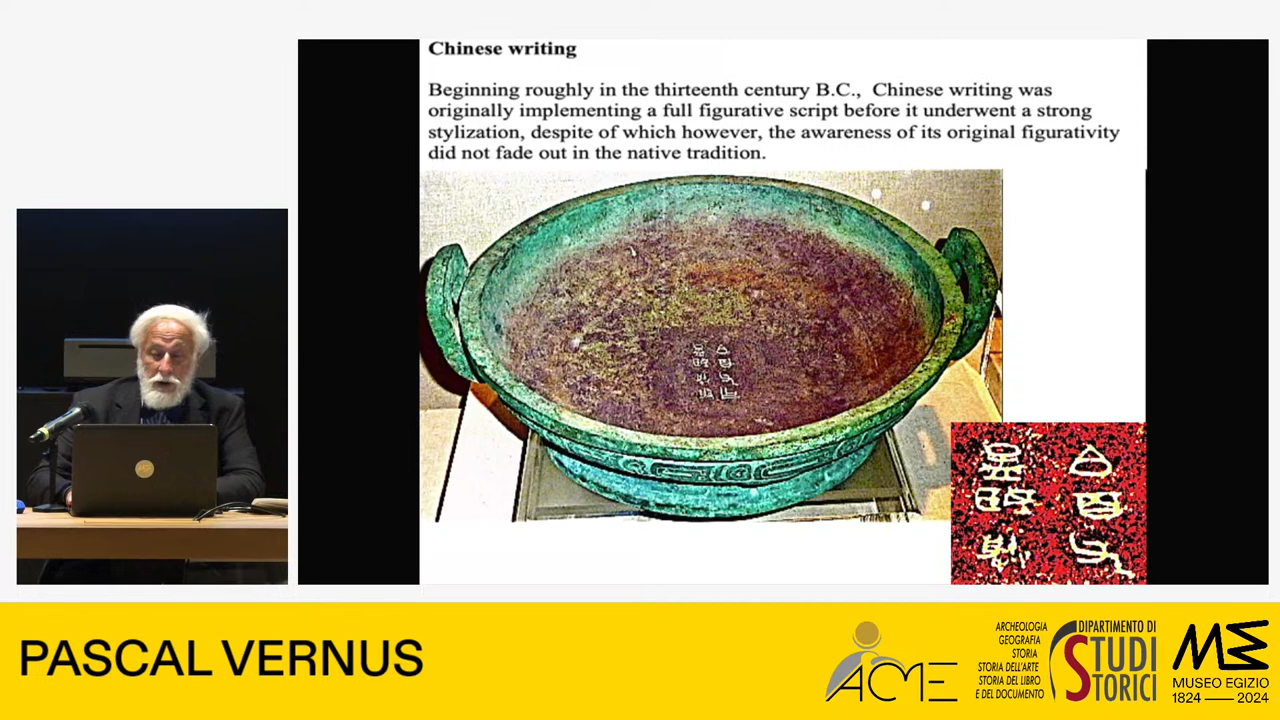 Chinese writing
Beginning roughly in the thirteenth century B.C., Chinese writing was
originally implementing a full figurative script before it underwent a strong
stylization, despite of which however, the awareness of its original figurativity
did not fade out in the native tradition.
PASCAL VERNUS
ACME
ARCHEOLOGIA
GEOGRAFIA
STORIA
STORIA DELL'ARTE
STORIA DEL LIBRO
E DEL DOCUMENTO
DIPARTIMENTO DI
STUDI
STORICI
ME
MUSEO EGIZIO
1824 — 2024